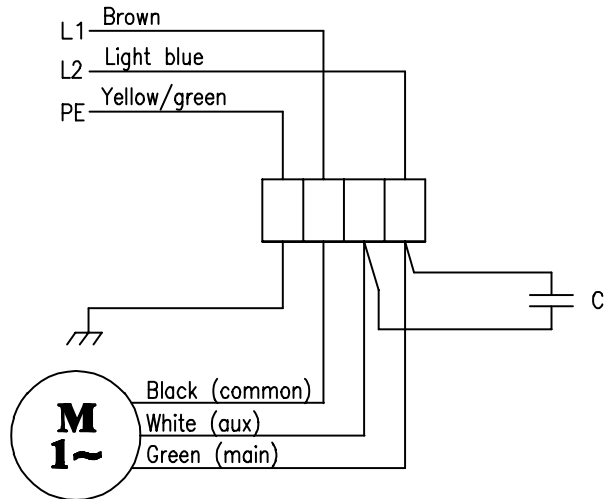 L1 Brown
L2 Light blue
PE Yellow/green
C
Black (common)
M
1~
White (aux)
Green (main)